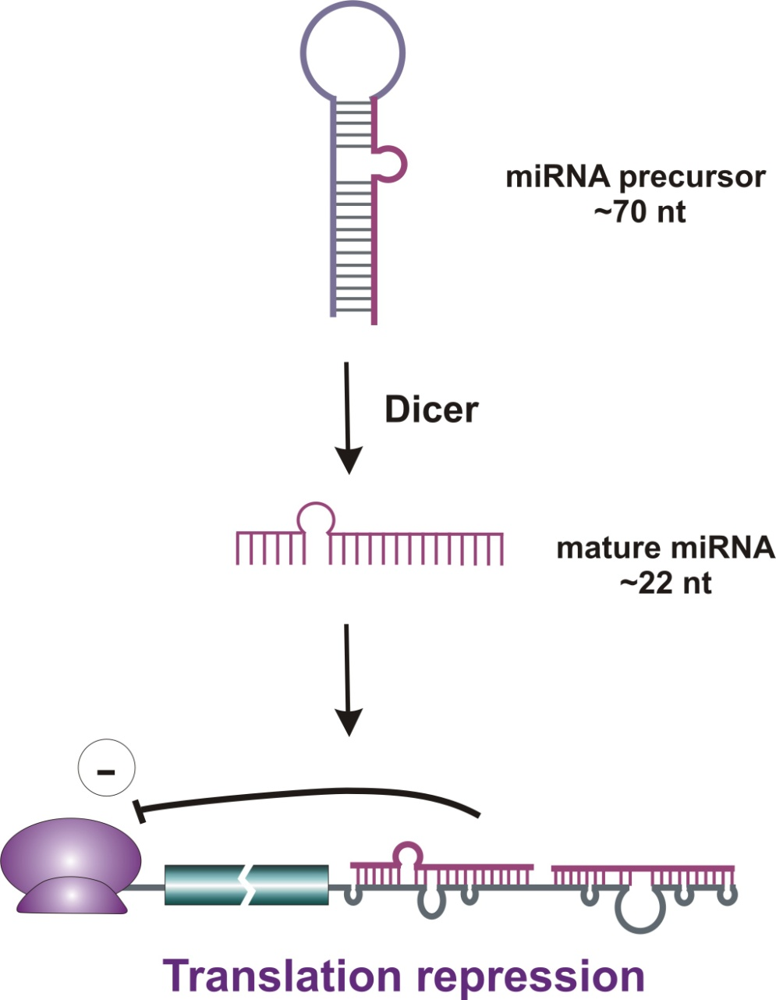 miRNA precursor
~70 nt
Dicer
mature miRNA
~22 nt
-
Translation repression